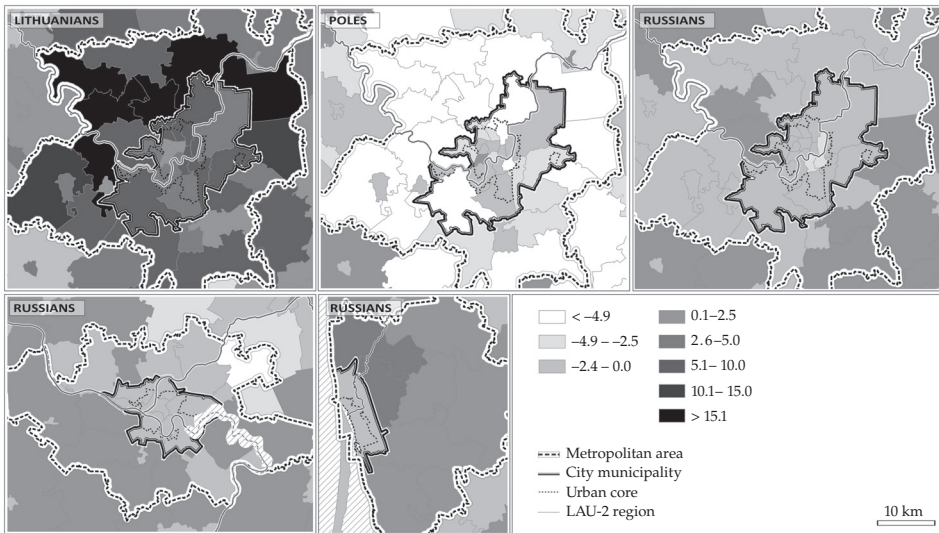 LITHUANIANS
POLES
RUSSIANS
RUSSIANS
RUSSIANS
< –4.9
–4.9 – –2.5
–2.4 – 0.0
0.1–2.5
2.6–5.0
5.1– 10.0
10.1– 15.0
> 15.1
Metropolitan area
City municipality
Urban core
LAU-2 region
10 km